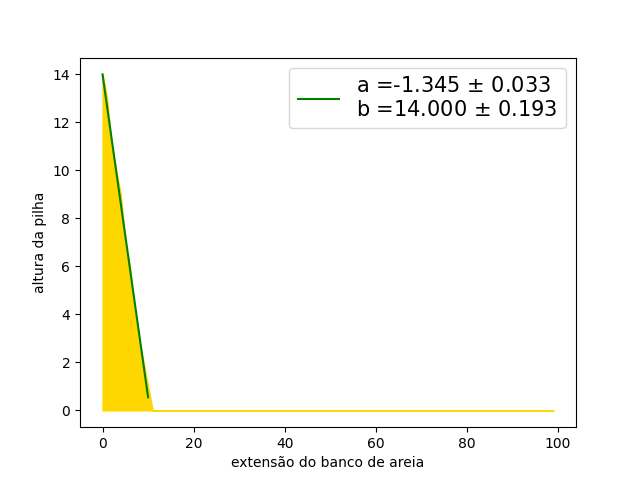 a =-1.345 ± 0.033
b =14.000 ± 0.193
14
12
10
8
6
4
2
0
altura da pilha
0 20 40 60 80 100
extensão do banco de areia